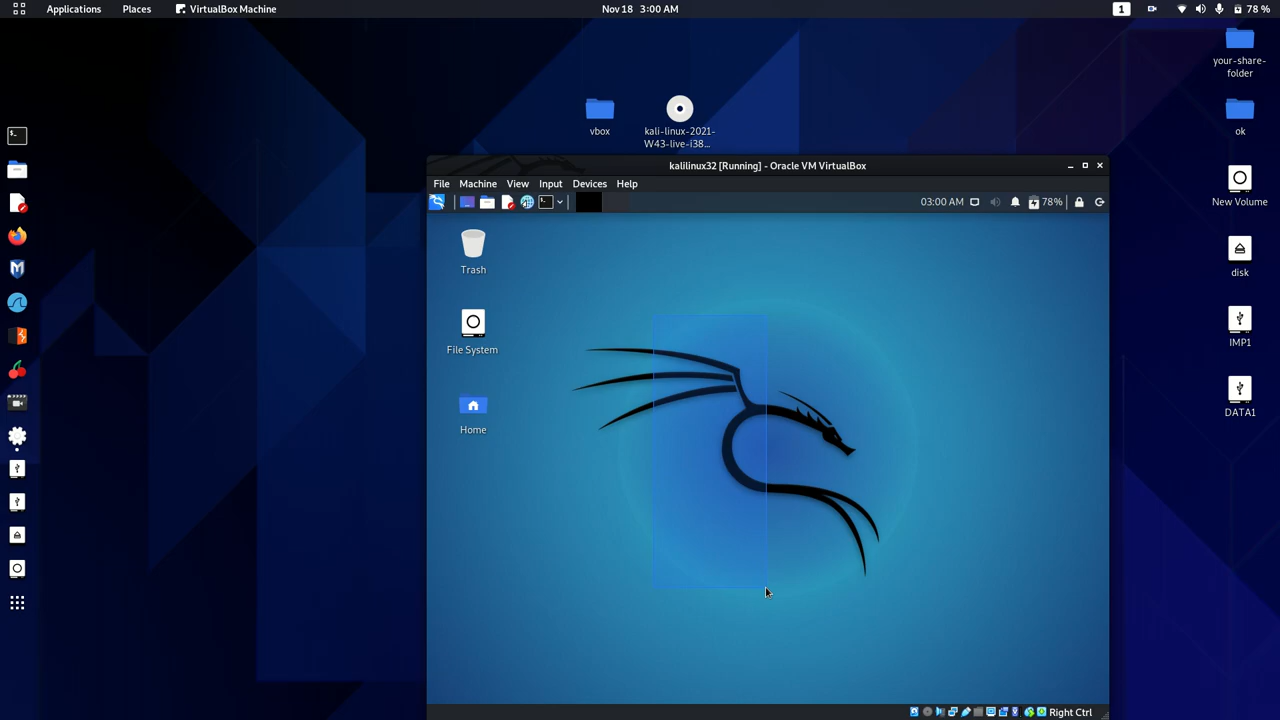 Applications Places VirtualBox Machine Nov 18 3:00 AM 1 78 %
your-share-
folder
vbox
kali-linux-2021-
W43-live-i38...
ok
kalilinux32 [Running] - Oracle VM VirtualBox
File Machine View Input Devices Help
03:00 AM 78%
New Volume
Trash
disk
File System
IMP1
Home
DATA1
Right Ctrl